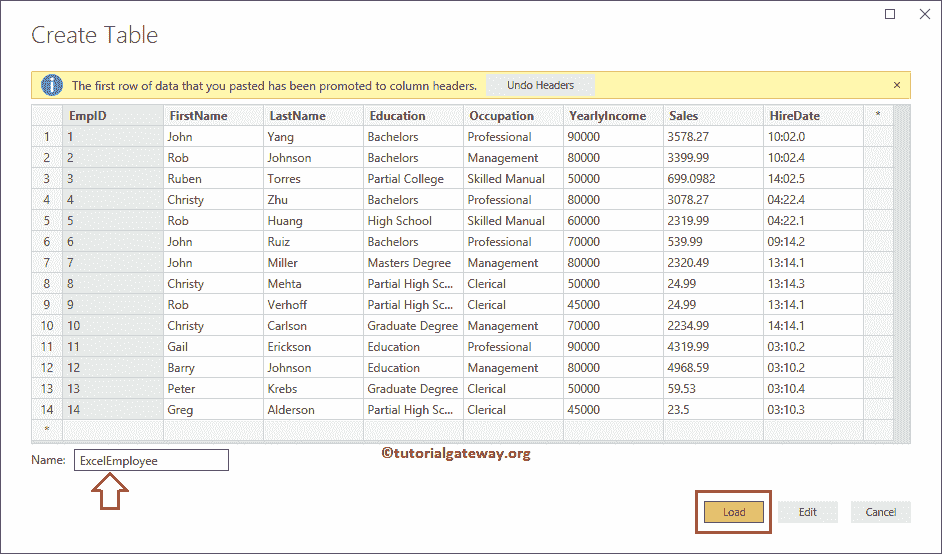 Create Table
The first row of data that you pasted has been promoted to column headers. Undo Headers ×
EmpID FirstName LastName Education Occupation YearlyIncome Sales HireDate *
1 1 John Yang Bachelors Professional 90000 3578.27 10:02.0
2 2 Rob Johnson Bachelors Management 80000 3399.99 10:02.4
3 3 Ruben Torres Partial College Skilled Manual 50000 699.0982 14:02.5
4 4 Christy Zhu Bachelors Professional 80000 3078.27 04:22.4
5 5 Rob Huang High School Skilled Manual 60000 2319.99 04:22.1
6 6 John Ruiz Bachelors Professional 70000 539.99 09:14.2
7 7 John Miller Masters Degree Management 80000 2320.49 13:14.1
8 8 Christy Mehta Partial High Sc... Clerical 50000 24.99 13:14.3
9 9 Rob Verhoff Partial High Sc... Clerical 45000 24.99 13:14.1
10 10 Christy Carlson Graduate Degree Management 70000 2234.99 14:14.1
11 11 Gail Erickson Education Professional 90000 4319.99 03:10.2
12 12 Barry Johnson Education Management 80000 4968.59 03:10.2
13 13 Peter Krebs Graduate Degree Clerical 50000 59.53 03:10.4
14 14 Greg Alderson Partial High Sc... Clerical 45000 23.5 03:10.3
*
©tutorialgateway.org
Name: ExcelEmployee
Load Edit Cancel